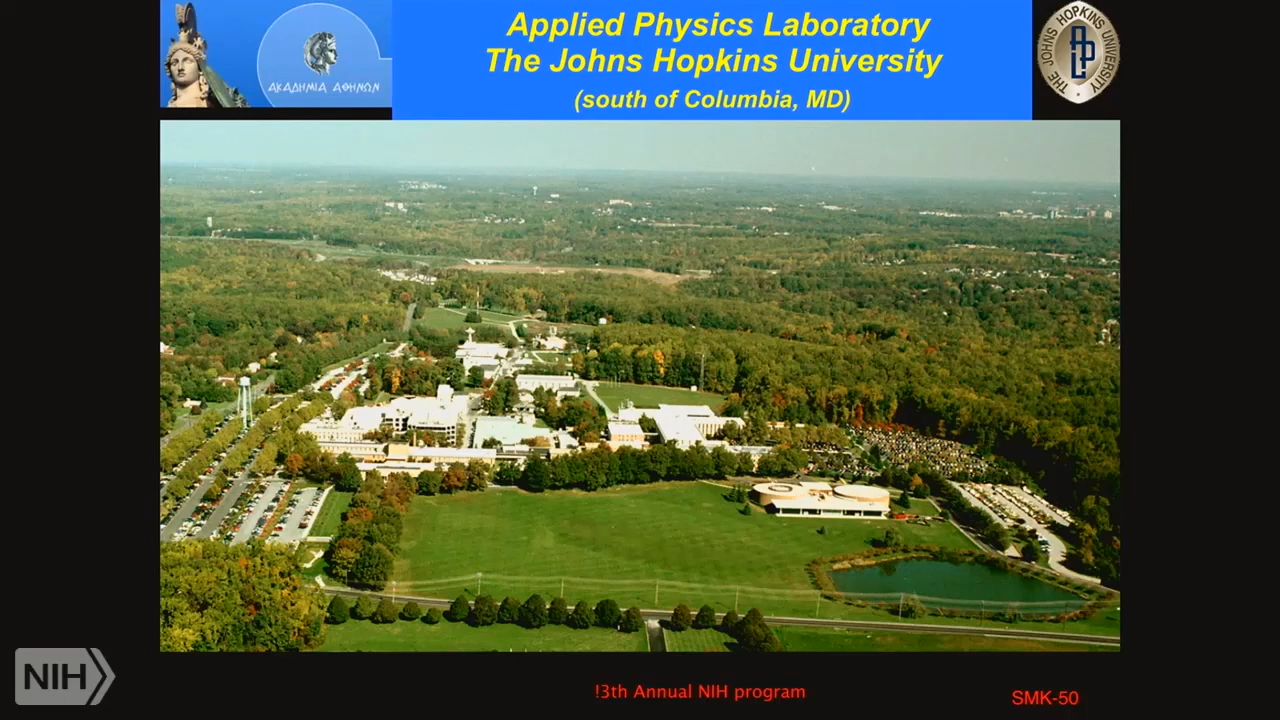 Applied Physics Laboratory
The Johns Hopkins University
(south of Columbia, MD)
ΑΚΑΔΗΜΙΑ ΑΘΗΝΩΝ
THE JOHNS HOPKINS UNIVERSITY
APL
NIH
!3th Annual NIH program
SMK-50